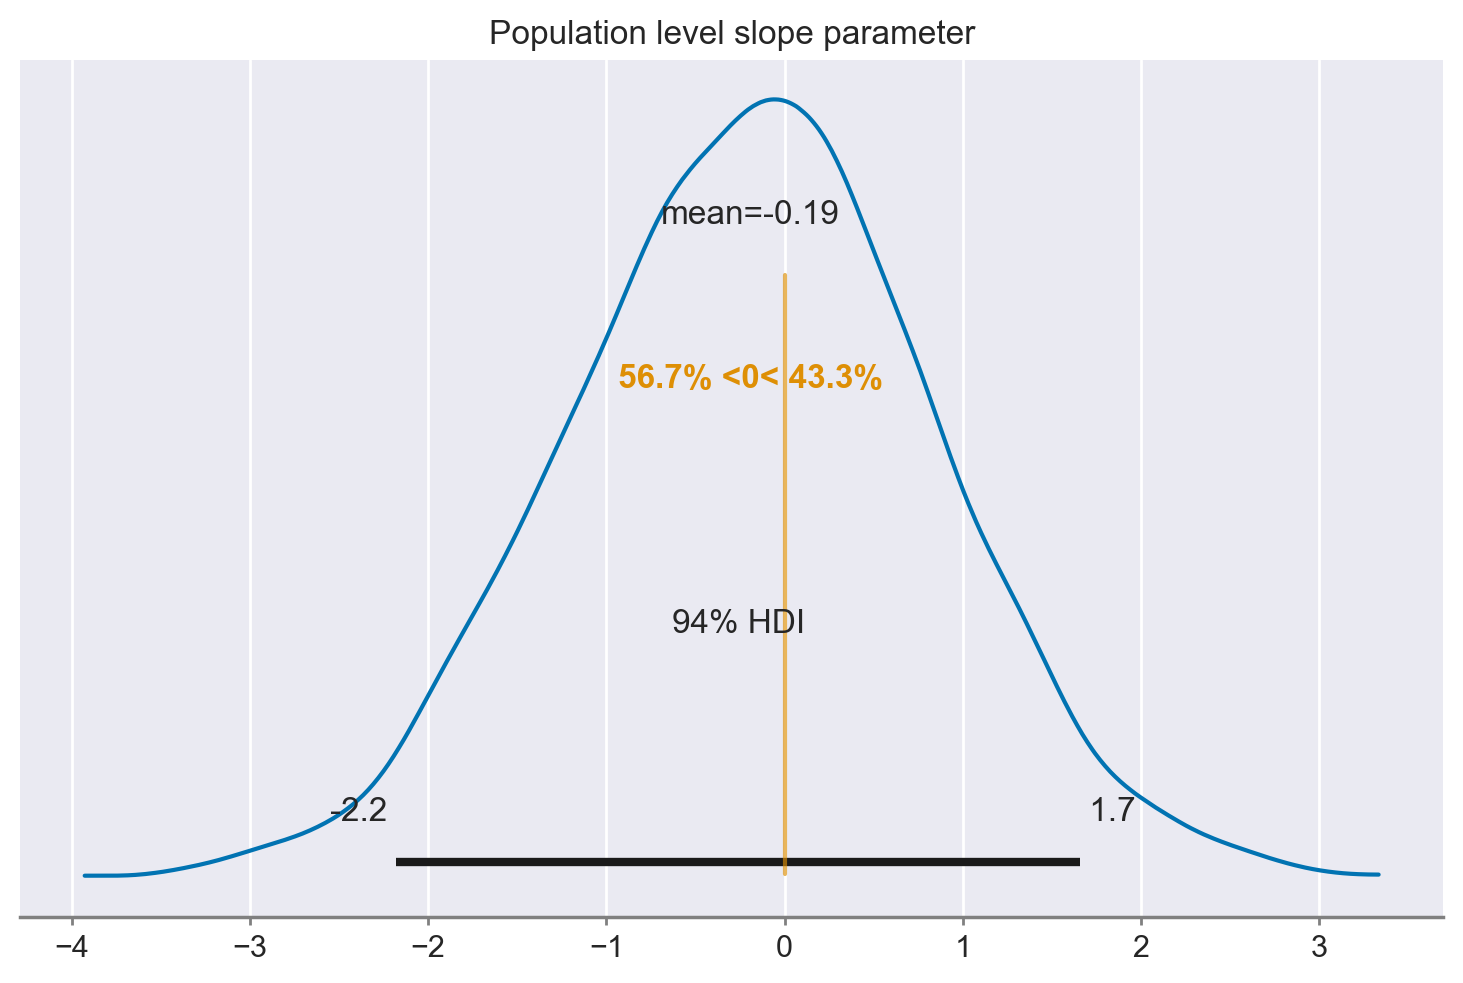 Population level slope parameter
mean=-0.19
56.7% <0< 43.3%
94% HDI
-2.2 1.7
−4 −3 −2 −1 0 1 2 3